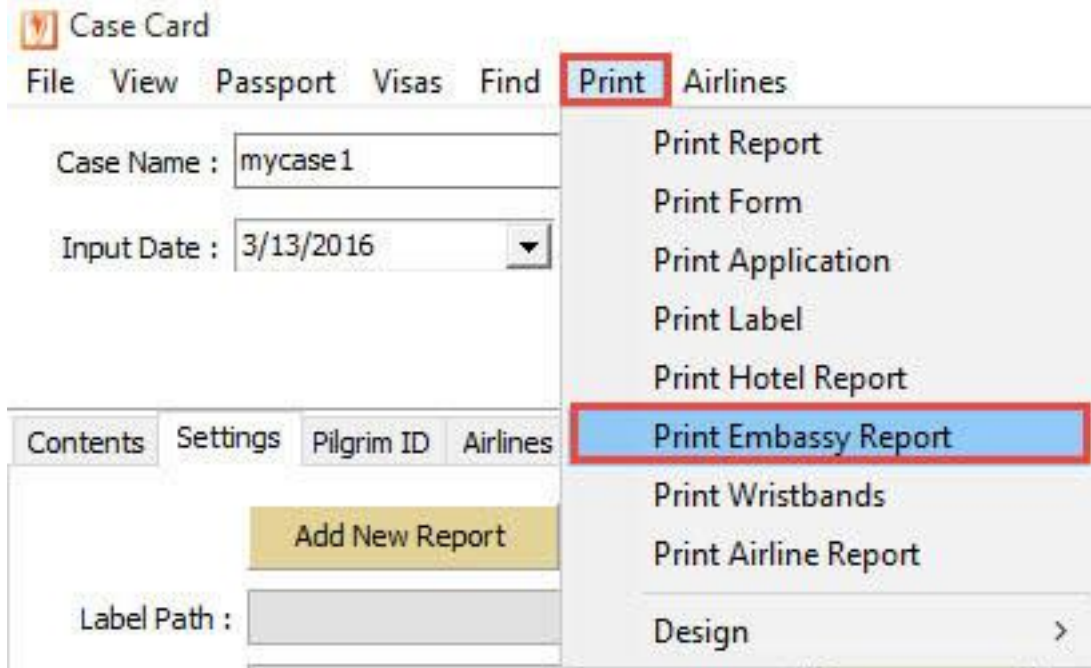 Case Card
File View Passport Visas Find Print Airlines
Case Name : mycase1
Input Date : 3/13/2016
Print Report
Print Form
Print Application
Print Label
Print Hotel Report
Print Embassy Report
Print Wristbands
Print Airline Report
Design >
Contents Settings Pilgrim ID Airlines
Add New Report
Label Path :